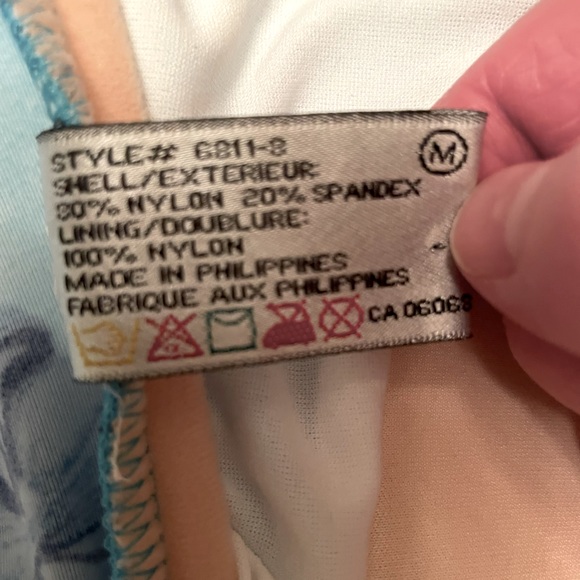 STYLE# 6811-8
M
SHELL/EXTERIEUR:
80% NYLON 20% SPANDEX
LINING/DOUBLURE:
100% NYLON
MADE IN PHILIPPINES
FABRIQUE AUX PHILIPPINES
CA 06068